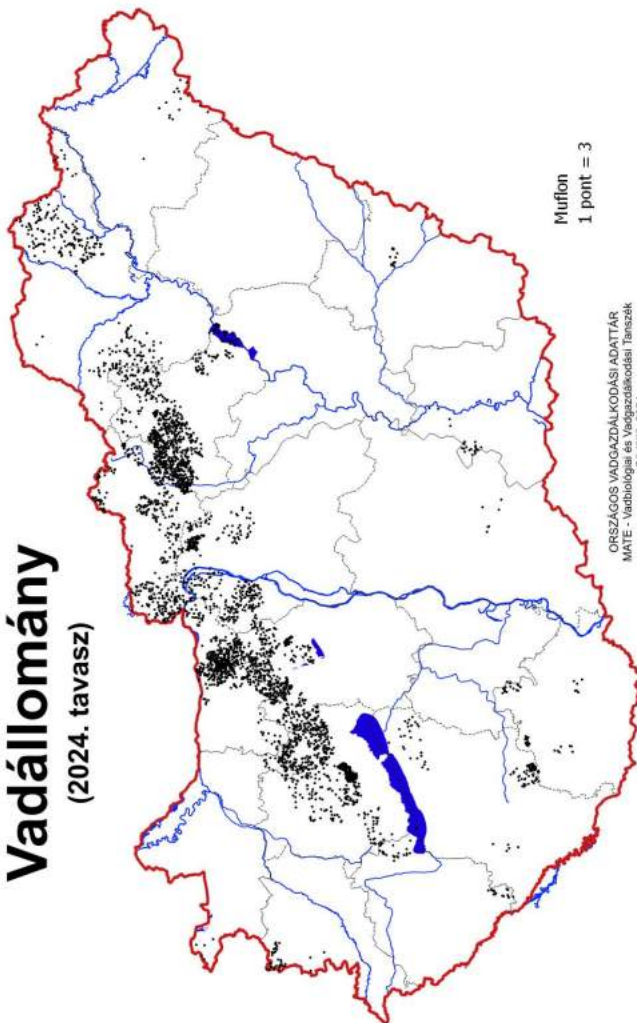 Vadállomány
(2024. tavasz)
Muflon
1 pont = 3
ORSZÁGOS VADGAZDÁLKODÁSI ADATTÁR
MATE - Vadbiológiai és Vadgazdálkodási Tanszék